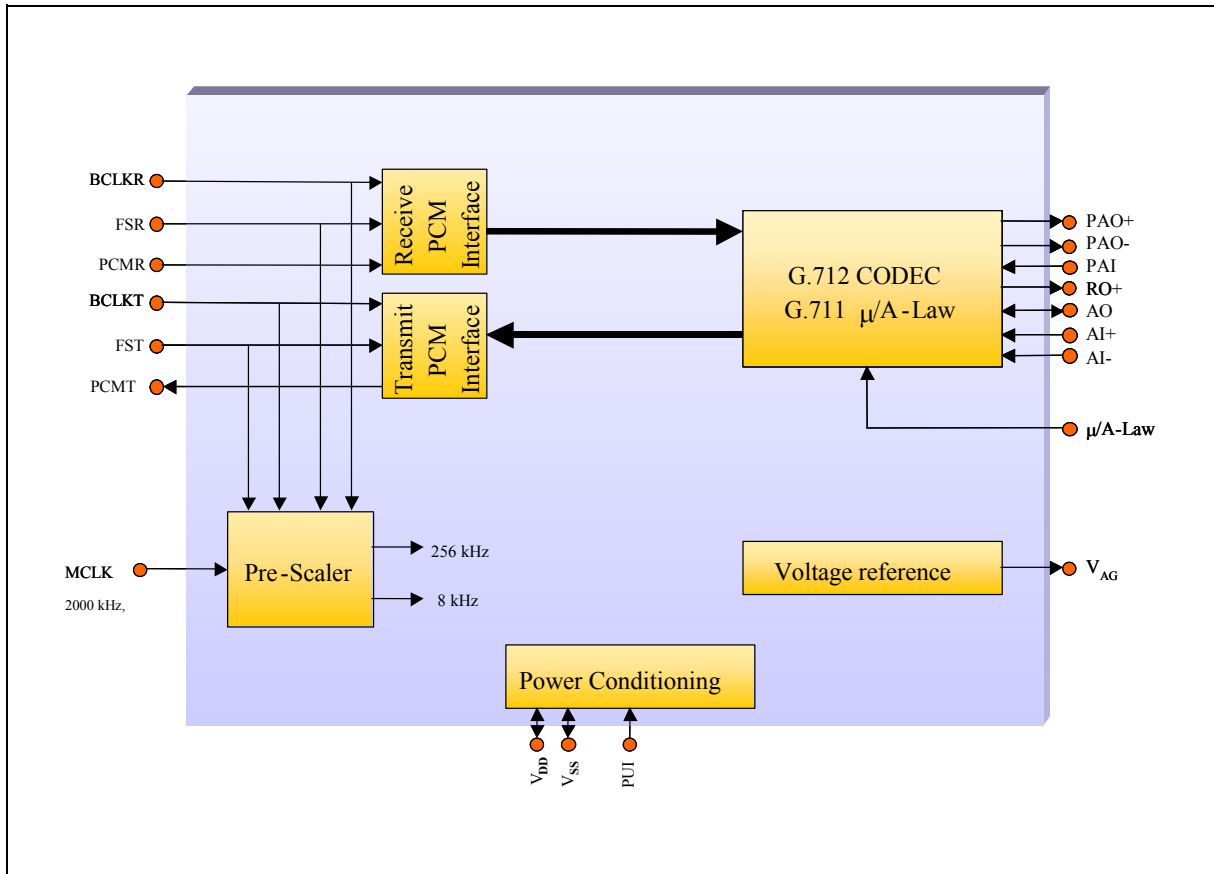 BCLKR
FSR
PCMR
BCLKT
FST
PCMT
Receive
PCM
Interface
Transmit
PCM
Interface
G.712 CODEC
G.711 μ/A-Law
PAO+
PAO-
PAI
RO+
AO
AI+
AI-
μ/A-Law
MCLK
2000 kHz,
Pre-Scaler
256 kHz
8 kHz
Voltage reference
VAG
Power Conditioning
VDD
VSS
PUI